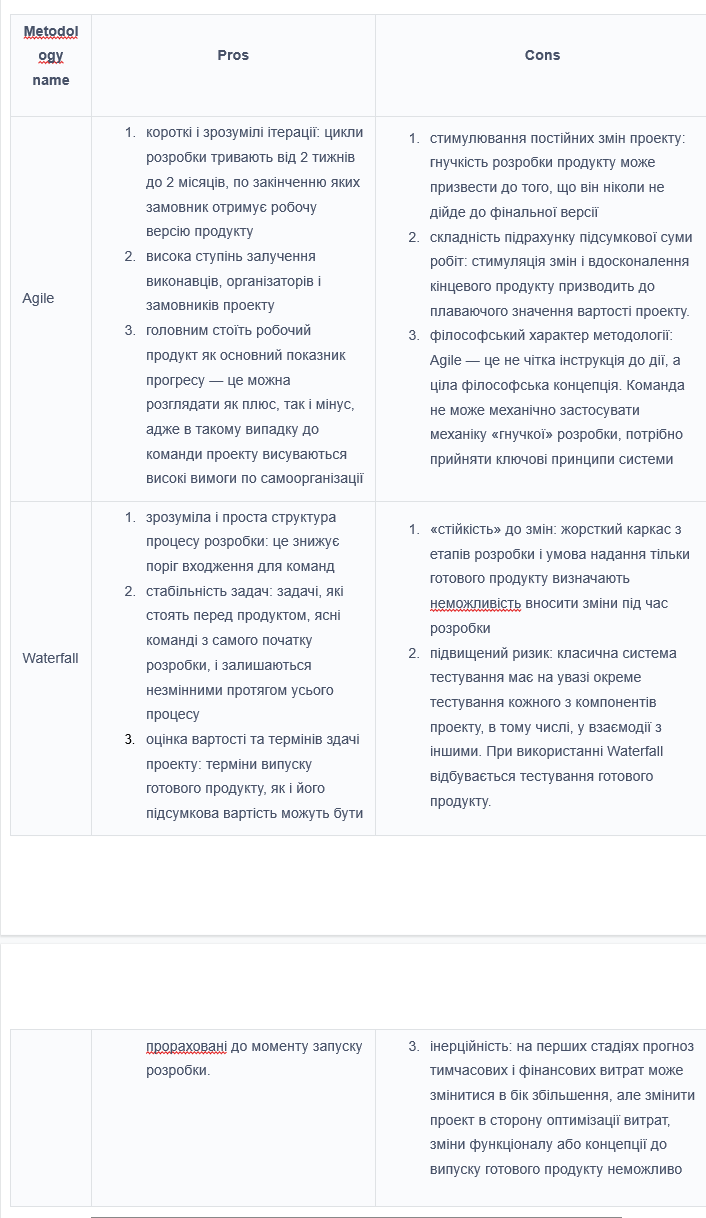 Metodol
ogy
name
Pros
Cons
Agile
1. короткі і зрозумілі ітерації: цикли
розробки тривають від 2 тижнів
до 2 місяців, по закінченню яких
замовник отримує робочу
версію продукту
2. висока ступінь залучення
виконавців, організаторів і
замовників проекту
3. головним стоїть робочий
продукт як основний показник
прогресу — це можна
розглядати як плюс, так і мінус,
адже в такому випадку до
команди проекту висуваються
високі вимоги по самоорганізації
1. стимулювання постійних змін проекту:
гнучкість розробки продукту може
призвести до того, що він ніколи не
дійде до фінальної версії
2. складність підрахунку підсумкової суми
робіт: стимуляція змін і вдосконалення
кінцевого продукту призводить до
плаваючого значення вартості проекту.
3. філософський характер методології:
Agile — це не чітка інструкція до дії, а
ціла філософська концепція. Команда
не може механічно застосувати
механіку «гнучкої» розробки, потрібно
прийняти ключові принципи системи
Waterfall
1. зрозуміла і проста структура
процесу розробки: це знижує
поріг входження для команд
2. стабільність задач: задачі, які
стоять перед продуктом, ясні
команді з самого початку
розробки, і залишаються
незмінними протягом усього
процесу
3. оцінка вартості та термінів здачі
проекту: терміни випуску
готового продукту, як і його
підсумкова вартість можуть бути
1. «стійкість» до змін: жорсткий каркас з
етапів розробки і умова надання тільки
готового продукту визначають
неможливість вносити зміни під час
розробки
2. підвищений ризик: класична система
тестування має на увазі окреме
тестування кожного з компонентів
проекту, в тому числі, у взаємодії з
іншими. При використанні Waterfall
відбувається тестування готового
продукту.
прораховані до моменту запуску
розробки.
3. інерційність: на перших стадіях прогноз
тимчасових і фінансових витрат може
змінитися в бік збільшення, але змінити
проект в сторону оптимізації витрат,
зміни функціоналу або концепції до
випуску готового продукту неможливо